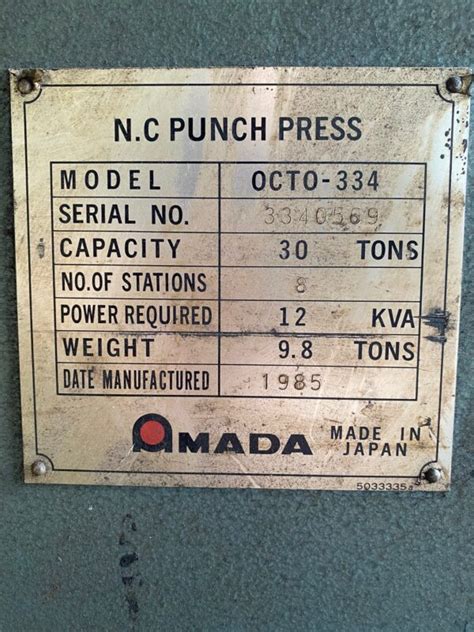 N.C PUNCH PRESS
MODEL OCTO-334
SERIAL NO. 3340569
CAPACITY 30 TONS
NO.OF STATIONS 8
POWER REQUIRED 12 KVA
WEIGHT 9.8 TONS
DATE MANUFACTURED 1985
AMADA MADE IN
JAPAN